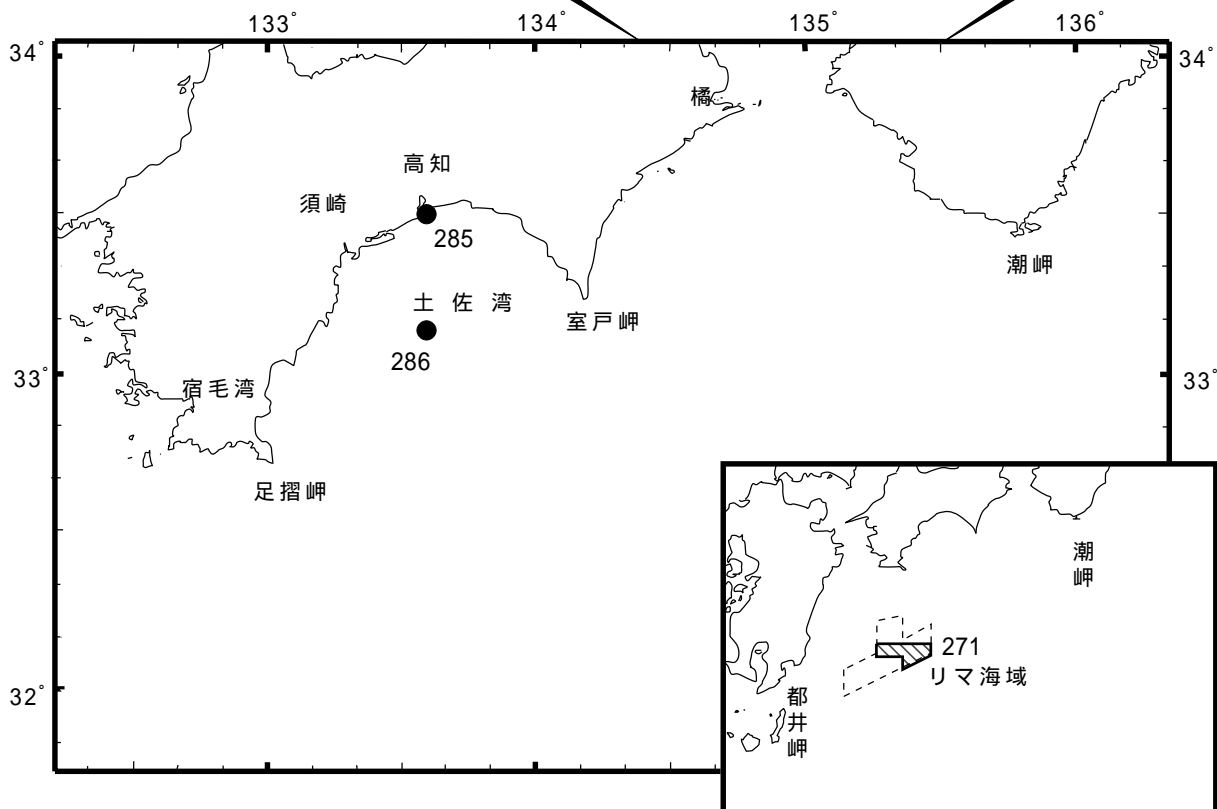 133°
134°
135°
136°
34°
34°
橘
高知
須崎
285
潮岬
土佐湾
室戸岬
286
33°
33°
宿毛湾
足摺岬
潮岬
271
リマ海域
32°
都井岬